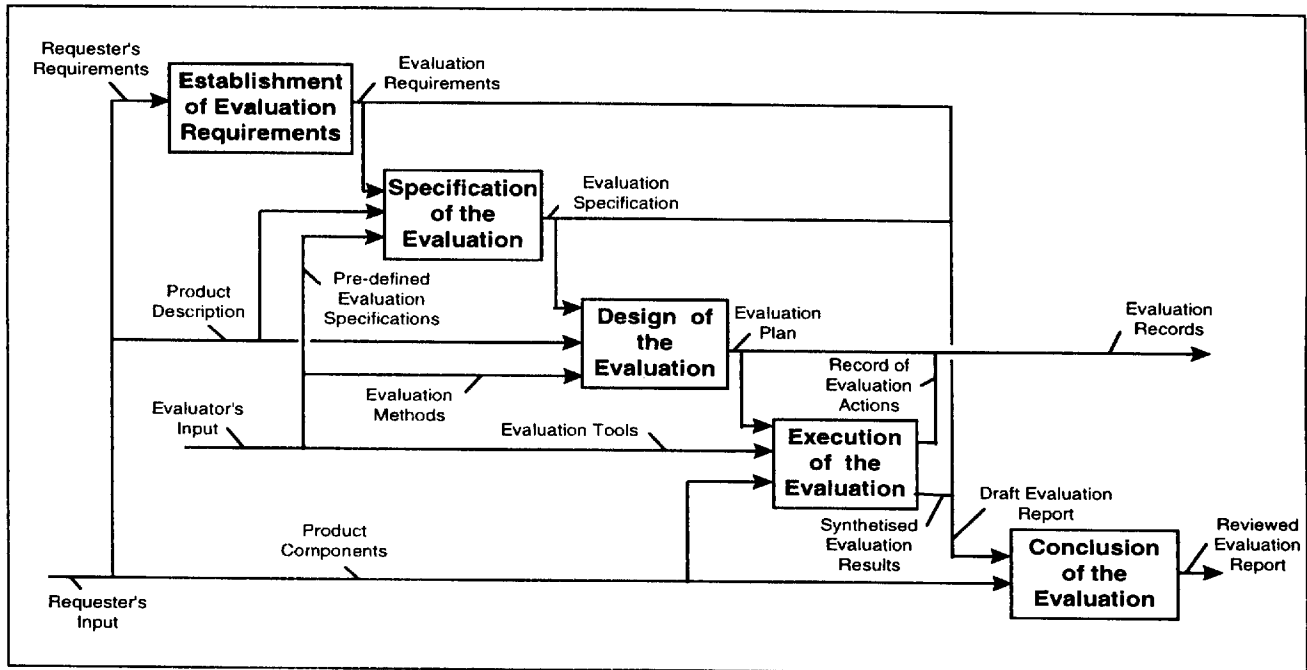 Requester's
Requirements
Establishment
of Evaluation
Requirements
Evaluation
Requirements
Specification
of the
Evaluation
Evaluation
Specification
Pre-defined
Evaluation
Specifications
Product
Description
Design of
the
Evaluation
Evaluation
Plan
Evaluation
Records
Record of
Evaluation
Actions
Evaluation
Methods
Evaluator's
Input
Evaluation Tools
Execution
of the
Evaluation
Synthetised
Evaluation
Results
Draft Evaluation
Report
Product
Components
Conclusion
of the
Evaluation
Reviewed
Evaluation
Report
Requester's
Input